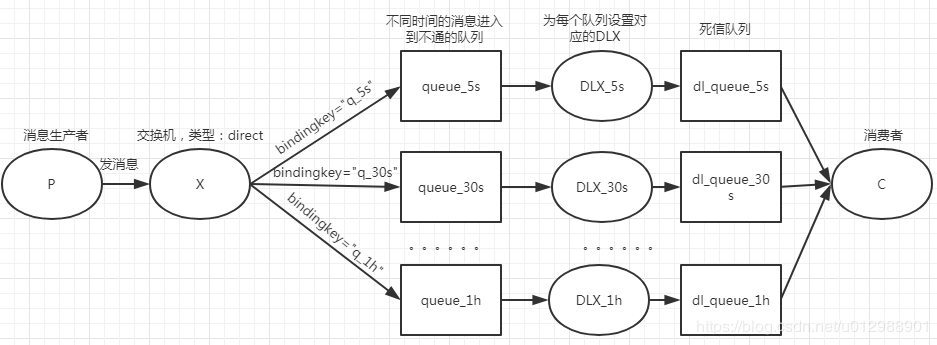 不同时间的消息进入
到不通的队列
为每个队列设置对
应的DLX
死信队列
queue_5s
DLX_5s
dl_queue_5s
bindingkey="q_5s"
消息生产者
交换机，类型：direct
消费者
发消息
bindingkey="q_30s"
P
X
queue_30s
DLX_30s
dl_queue_30
s
C
bindingkey="q_1h"
。。。。。。
。。。。。。
queue_1h
DLX_1h
dl_queue_1h
https://blog.csdn.net/u012988901